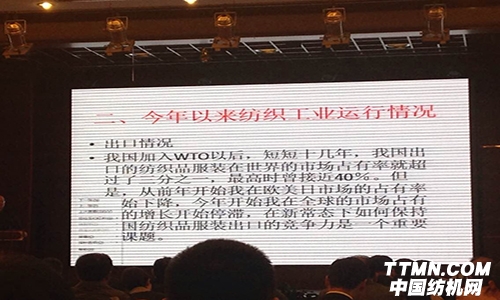 二、今年以来纺织工业运行情况
• 出口情况
• 我国加入WTO以后，短短十几年，我国出
口的纺织品服装在世界的市场占有率就超
过了三分之一，最高时曾接近40%。但
是，从前年开始我在欧美日市场的占有率
始下降，今年开始我在全球的市场占有
的增长开始停滞，在新常态下如何保持
国纺织品服装出口的竞争力是一个重要
课题。
TTMN.COM
中国纺机网